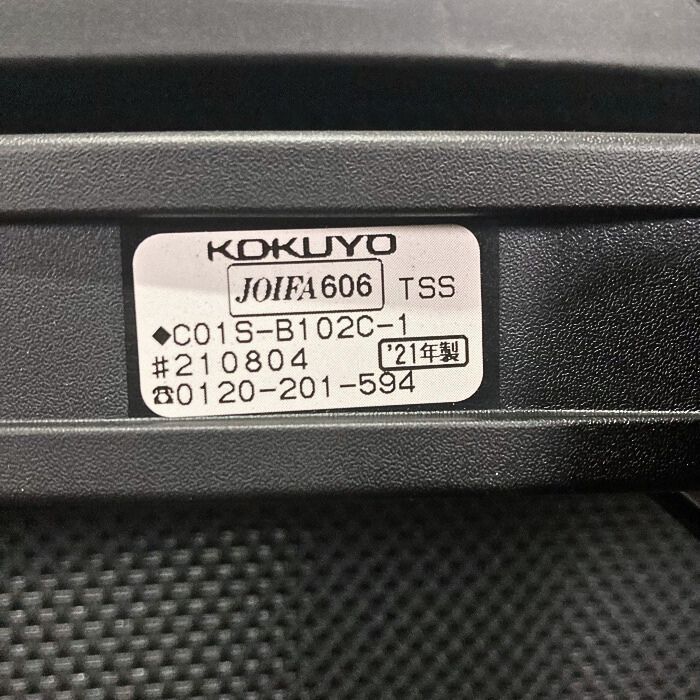 KOKUYO
JOIFA606 TSS
◆C01S-B102C-1
#210804 '21年製
☎0120-201-594